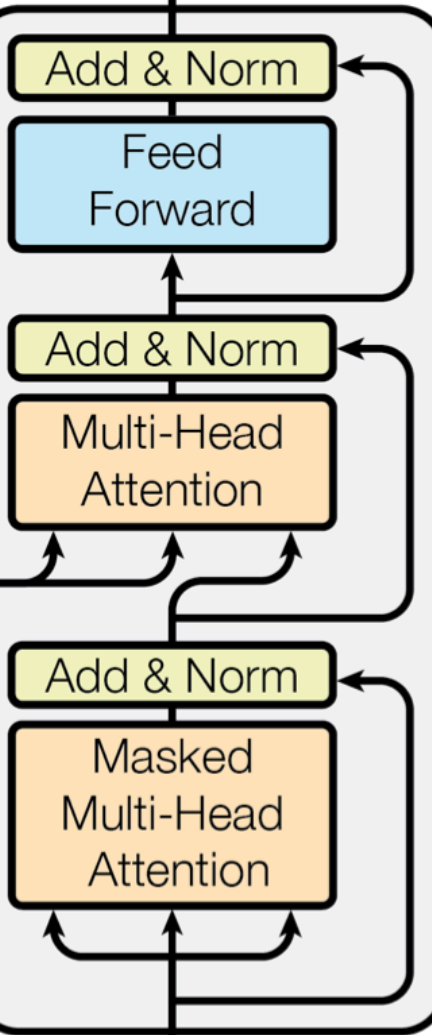 Add & Norm
Feed
Forward
Add & Norm
Multi-Head
Attention
Add & Norm
Masked
Multi-Head
Attention